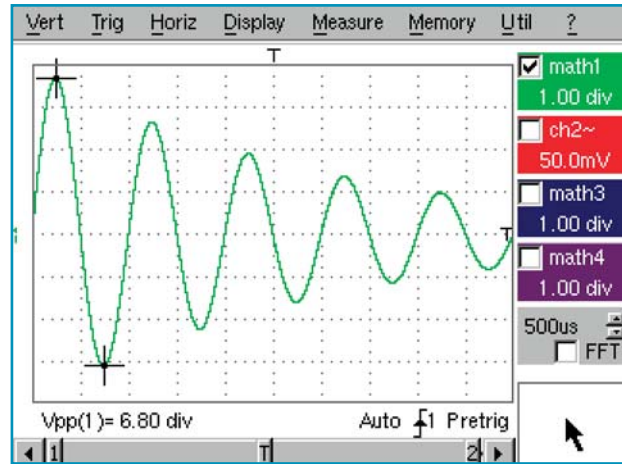 Vert Trig Horiz Display Measure Memory Util ?
T
math1
1.00 div
ch2~
50.0mV
math3
1.00 div
T
math4
1.00 div
500us
FFT
Vpp(1)= 6.80 div Auto 1 Pretrig
1 T 2